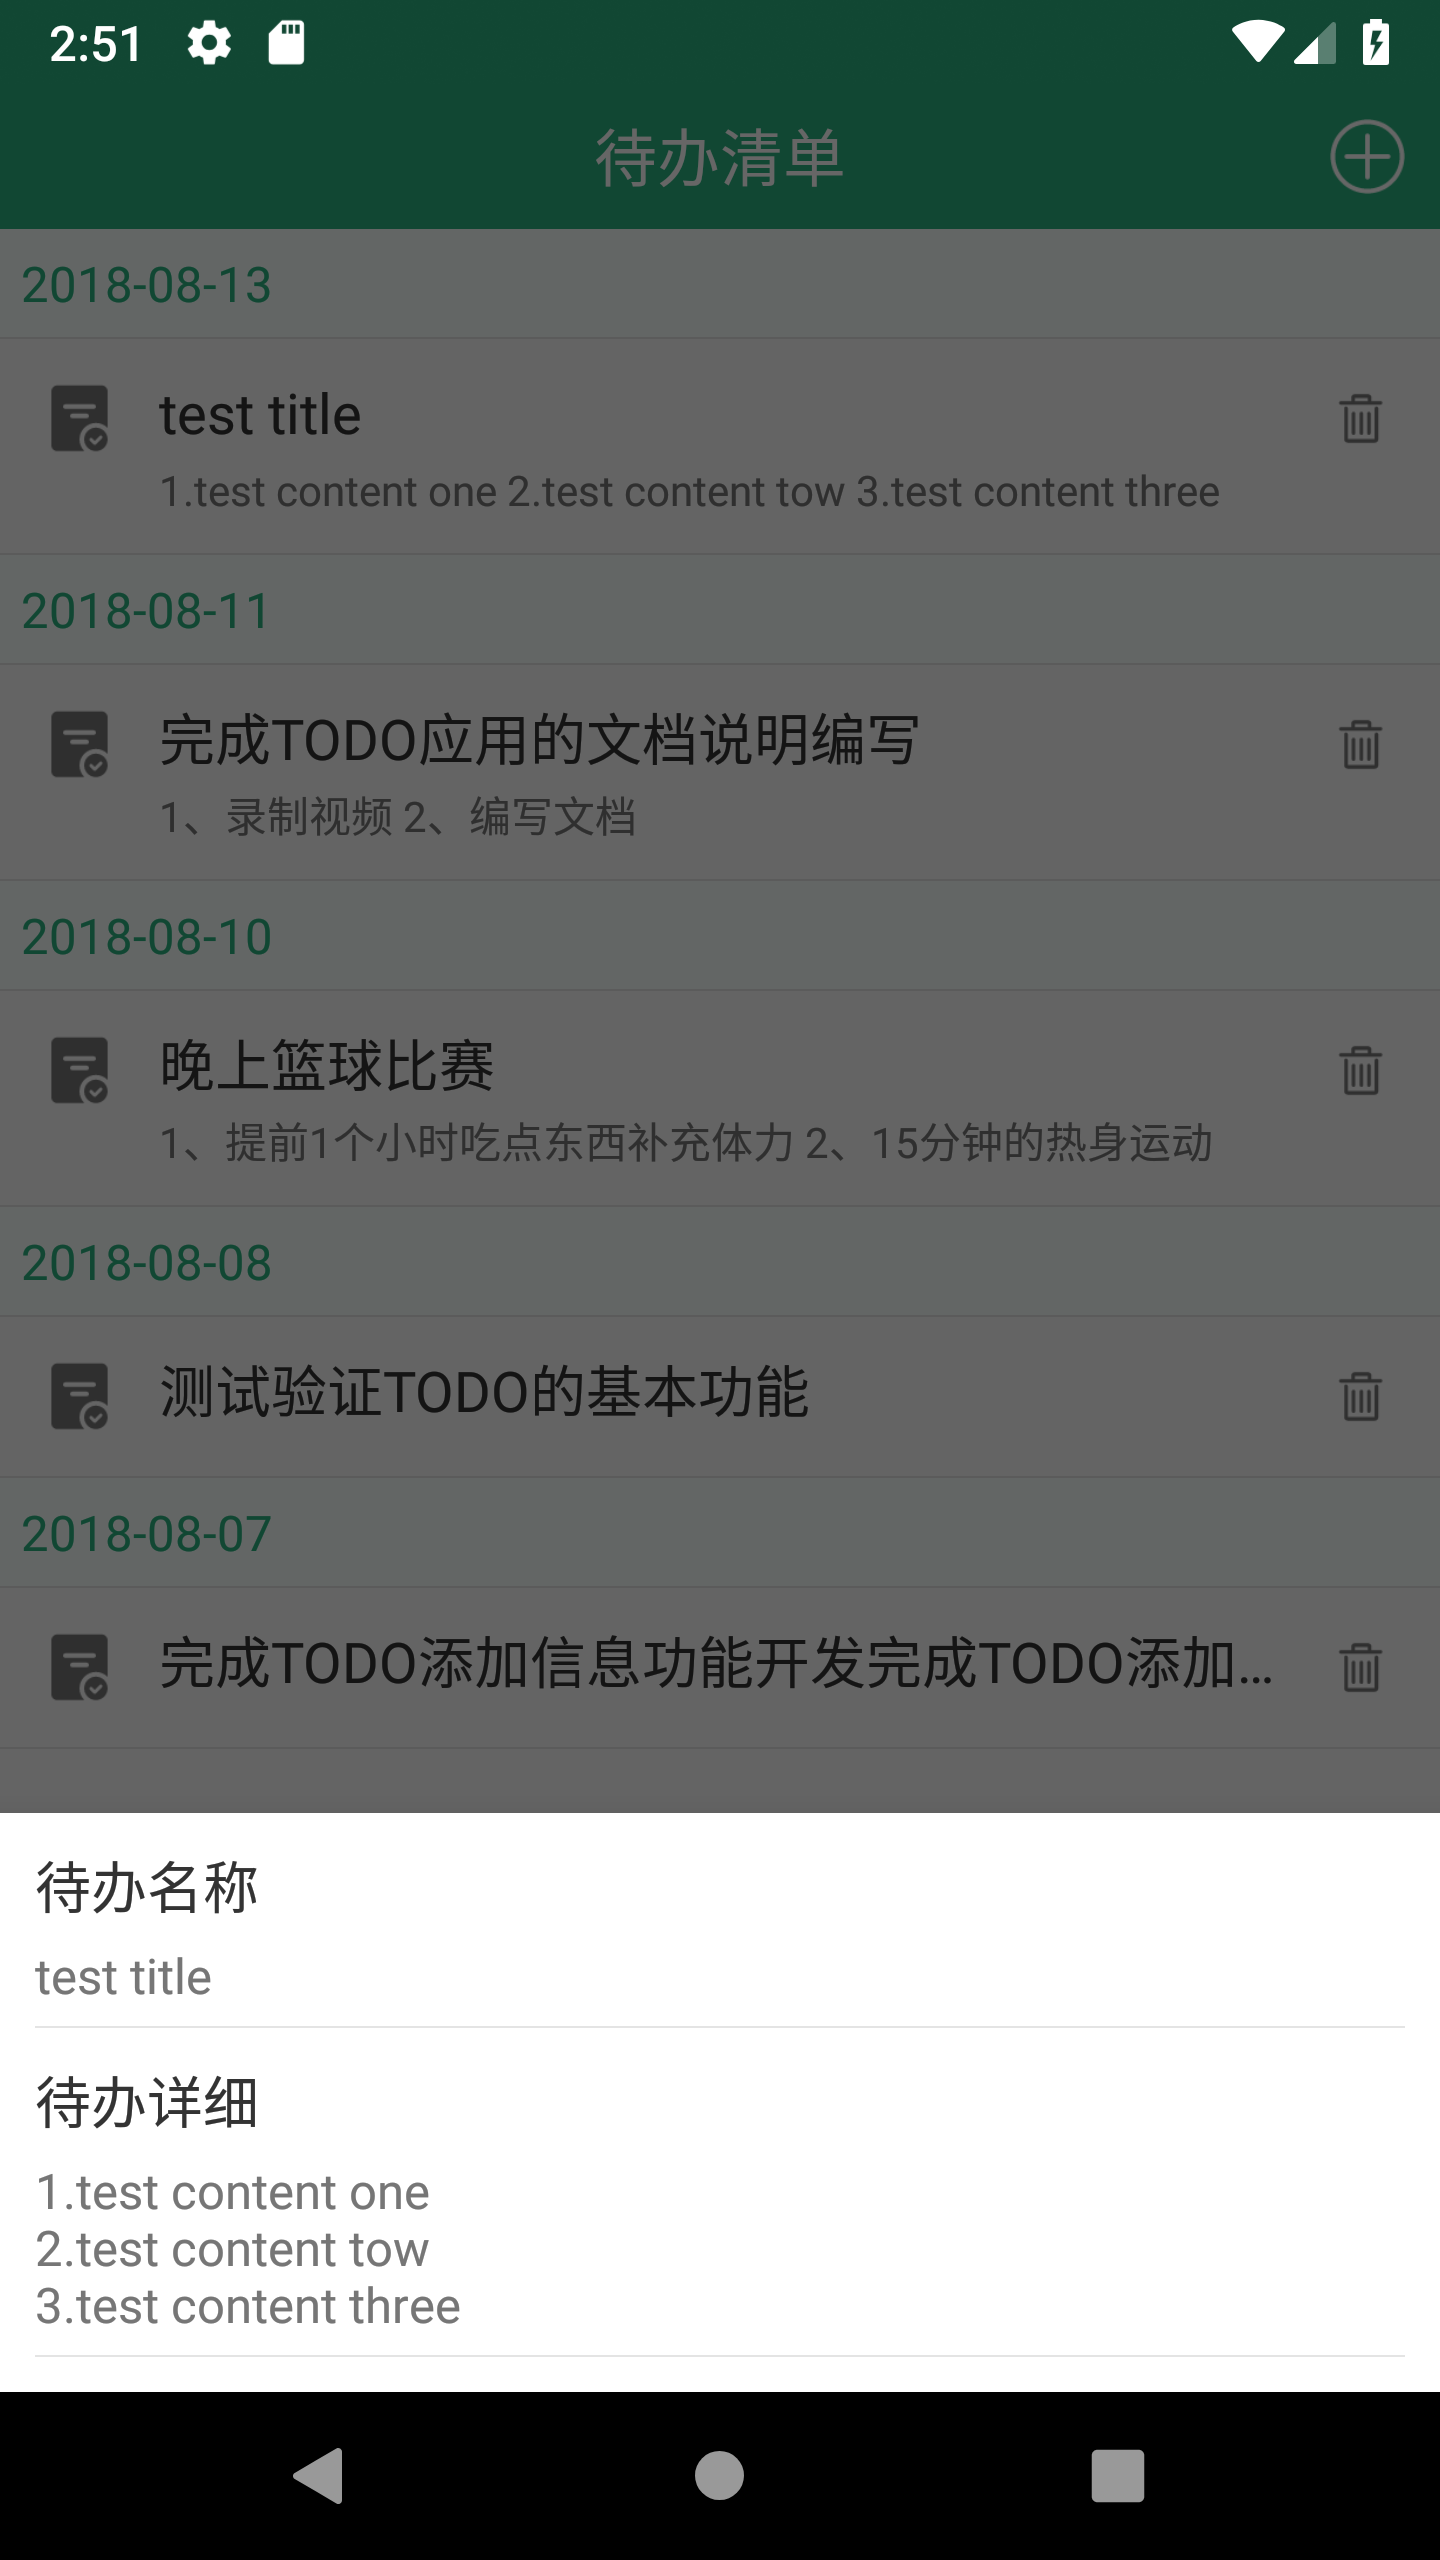 2:51
待办清单
2018-08-13
test title
1.test content one 2.test content tow 3.test content three
2018-08-11
完成TODO应用的文档说明编写
1、录制视频 2、编写文档
2018-08-10
晚上篮球比赛
1、提前1个小时吃点东西补充体力 2、15分钟的热身运动
2018-08-08
测试验证TODO的基本功能
2018-08-07
完成TODO添加信息功能开发完成TODO添加...
待办名称
test title
待办详细
1.test content one
2.test content tow
3.test content three